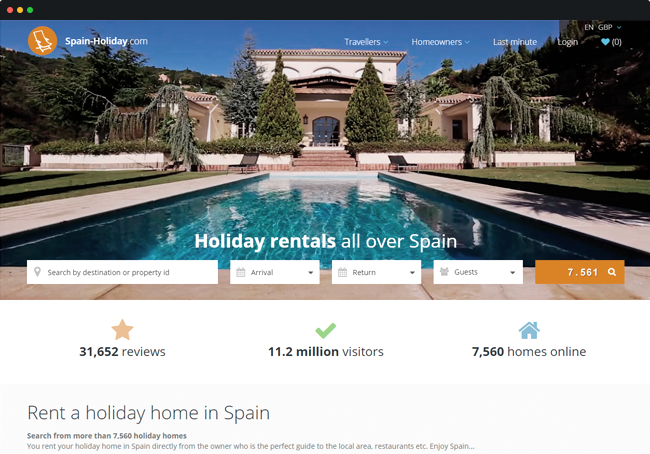 EN GBP
Spain-Holiday.com
Travellers Homeowners Last minute Login (0)
Holiday rentals all over Spain
Search by destination or property id Arrival Return Guests 7.561
31,652 reviews 11.2 million visitors 7,560 homes online
Rent a holiday home in Spain
Search from more than 7,560 holiday homes
You rent your holiday home in Spain directly from the owner who is the perfect guide to the local area, restaurants etc. Enjoy Spain...